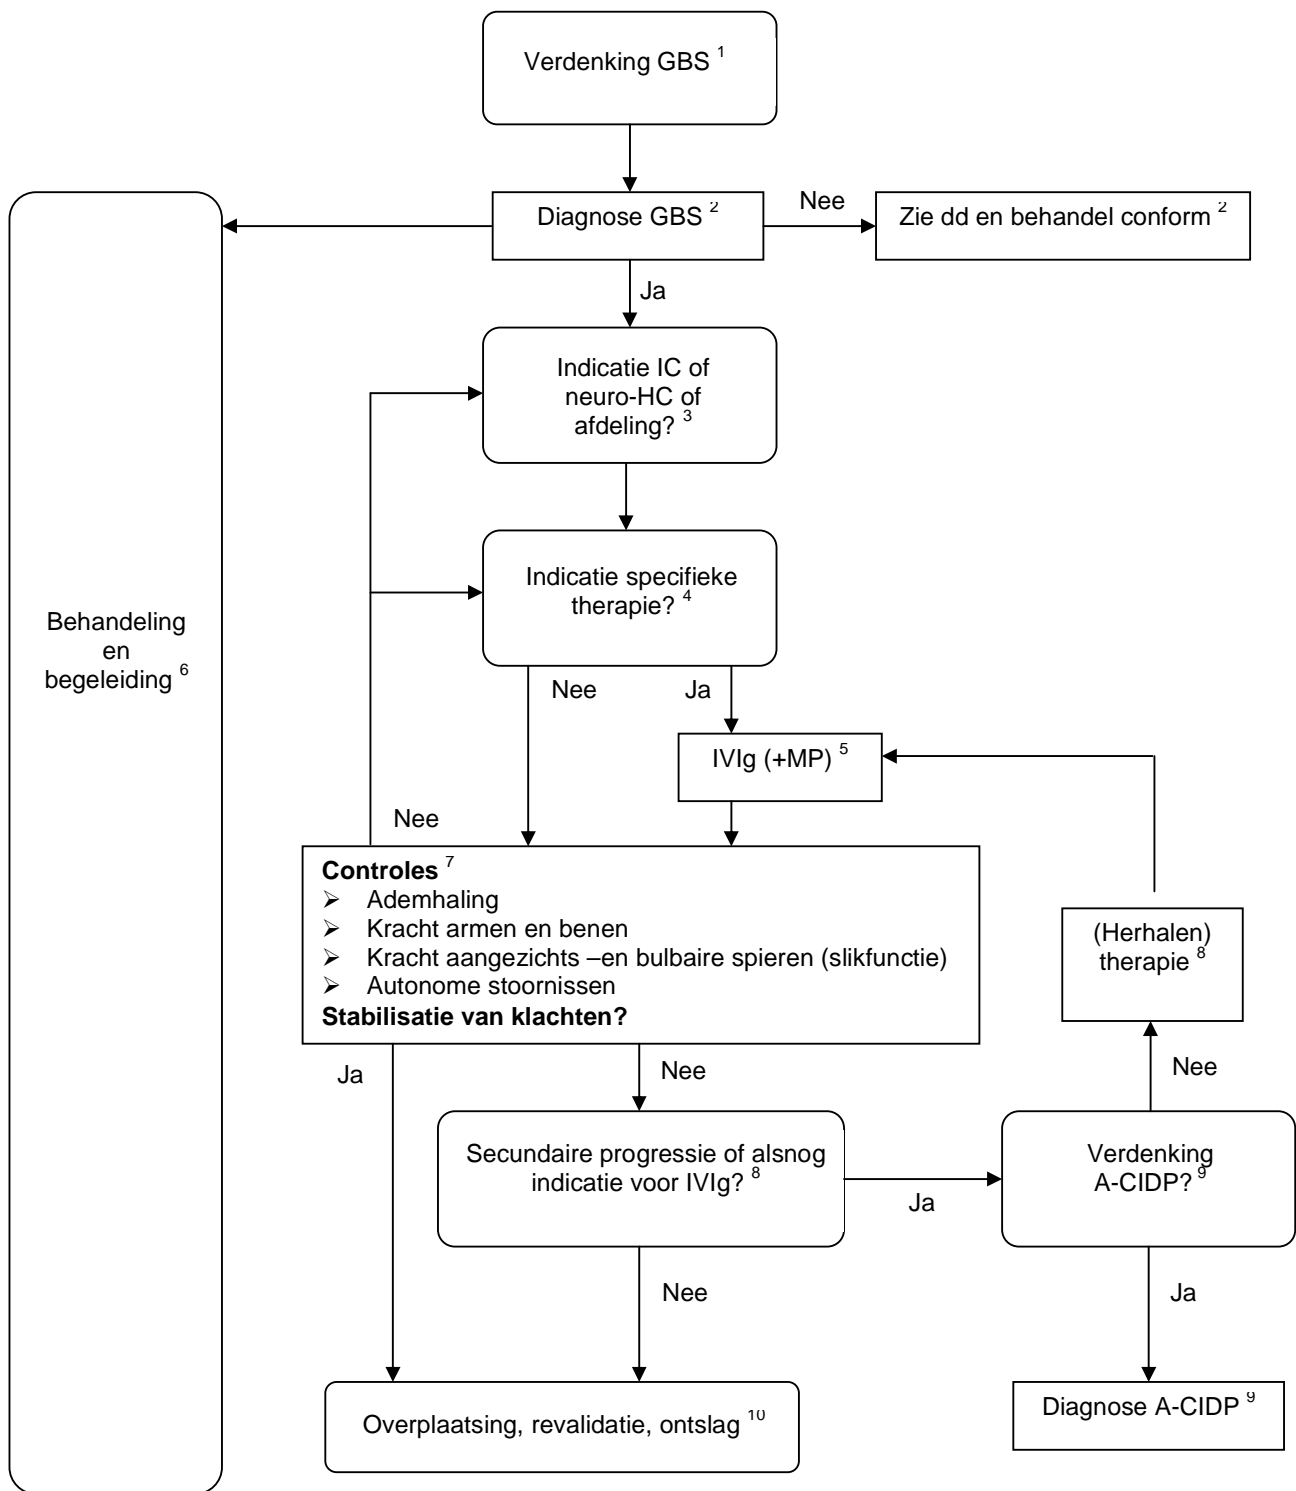 Verdenking GBS 1
Diagnose GBS 2
Nee
Zie dd en behandel conform 2
Ja
Indicatie IC of
neuro-HC of
afdeling? 3
Indicatie specifieke
therapie? 4
Behandeling
en
begeleiding 6
Nee
Ja
IVIg (+MP) 5
Nee
Controles 7
➢ Ademhaling
➢ Kracht armen en benen
➢ Kracht aangezichts –en bulbaire spieren (slikfunctie)
➢ Autonome stoornissen
Stabilisatie van klachten?
(Herhalen)
therapie 8
Ja
Nee
Nee
Secundaire progressie of alsnog
indicatie voor IVIg? 8
Ja
Verdenking
A-CIDP? 9
Nee
Ja
Overplaatsing, revalidatie, ontslag 10
Diagnose A-CIDP 9